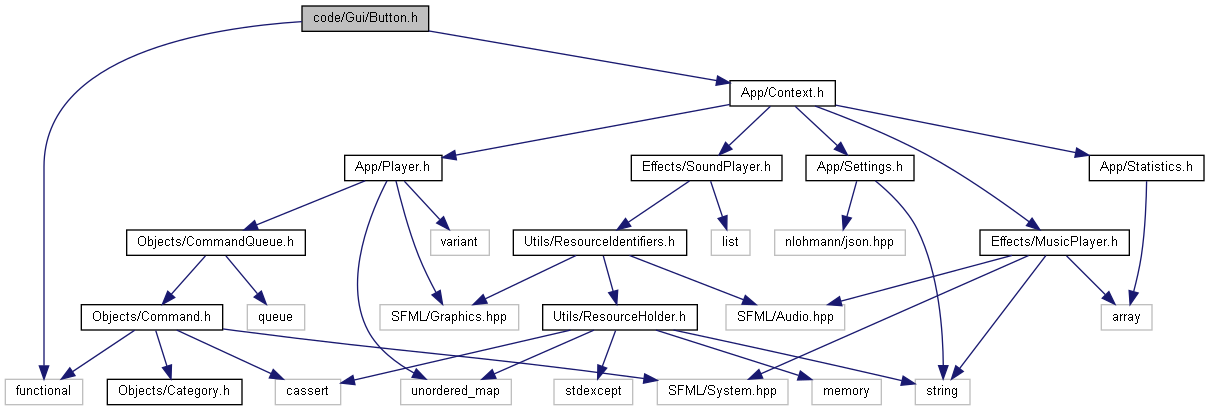 code/Gui/Button.h
App/Context.h
App/Player.h
Effects/SoundPlayer.h
App/Settings.h
App/Statistics.h
Objects/CommandQueue.h
variant
Utils/ResourceIdentifiers.h
list
nlohmann/json.hpp
Effects/MusicPlayer.h
Objects/Command.h
queue
SFML/Graphics.hpp
Utils/ResourceHolder.h
SFML/Audio.hpp
array
functional
Objects/Category.h
cassert
unordered_map
stdexcept
SFML/System.hpp
memory
string